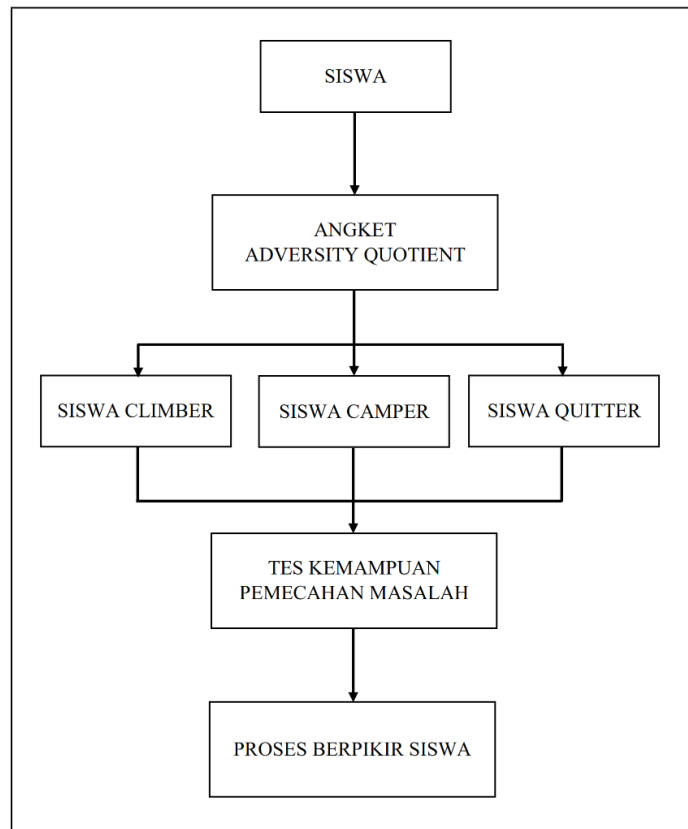 SISWA
ANGKET
ADVERSITY QUOTIENT
SISWA CLIMBER
SISWA CAMPER
SISWA QUITTER
TES KEMAMPUAN
PEMECAHAN MASALAH
PROSES BERPIKIR SISWA